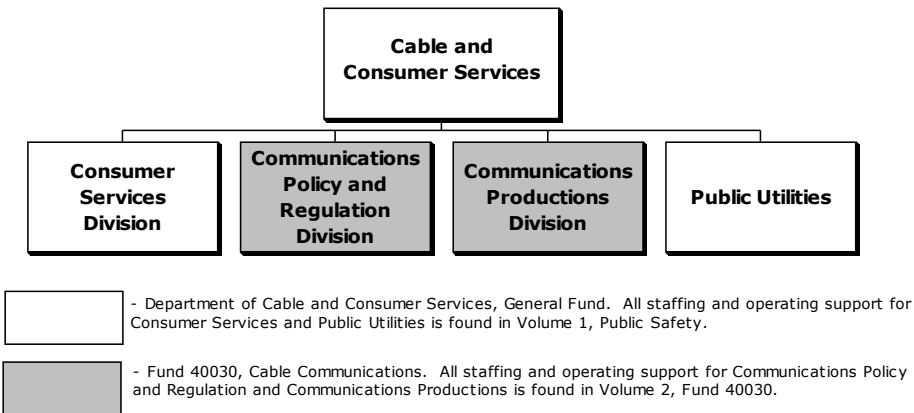 Cable and
Consumer Services
Consumer
Services
Division
Communications
Policy and
Regulation
Division
Communications
Productions
Division
Public Utilities
- Department of Cable and Consumer Services, General Fund. All staffing and operating support for
Consumer Services and Public Utilities is found in Volume 1, Public Safety.
- Fund 40030, Cable Communications. All staffing and operating support for Communications Policy
and Regulation and Communications Productions is found in Volume 2, Fund 40030.